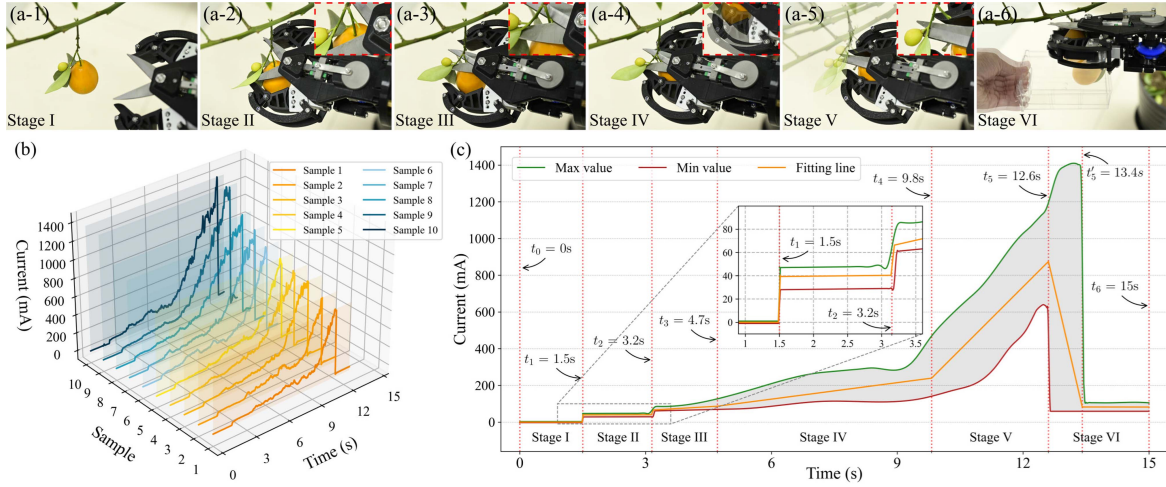 (a-1) (a-2) (a-3) (a-4) (a-5) (a-6)
Stage I Stage II Stage III Stage IV Stage V Stage VI
(b)
Sample 1 Sample 6
Sample 2 Sample 7
Sample 3 Sample 8
Sample 4 Sample 9
Sample 5 Sample 10
Current (mA)
1400
1200
1000
800
600
400
200
0
10 9 8 7 6 5 4 3 2 1
Sample
0 3 6 9 12 15
Time (s)
(c)
Max value Min value Fitting line
Current (mA)
1400
1200
1000
800
600
400
200
0
t₀ = 0s
t₁ = 1.5s
t₂ = 3.2s
t₃ = 4.7s
t₄ = 9.8s
t₅ = 12.6s
t′₅ = 13.4s
t₆ = 15s
80
60
40
20
0
t₁ = 1.5s
t₂ = 3.2s
1.0 1.5 2.0 2.5 3.0 3.5
Stage I Stage II Stage III Stage IV Stage V Stage VI
0 3 6 9 12 15
Time (s)